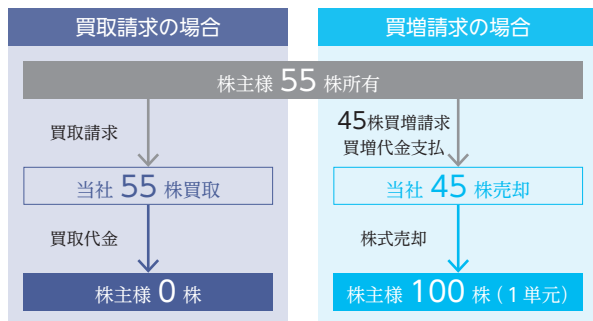 買取請求の場合
買増請求の場合
株主様 55 株所有
買取請求
45株買増請求
買増代金支払
当社 55 株買取
当社 45 株売却
買取代金
株式売却
株主様 0 株
株主様 100 株（1単元）